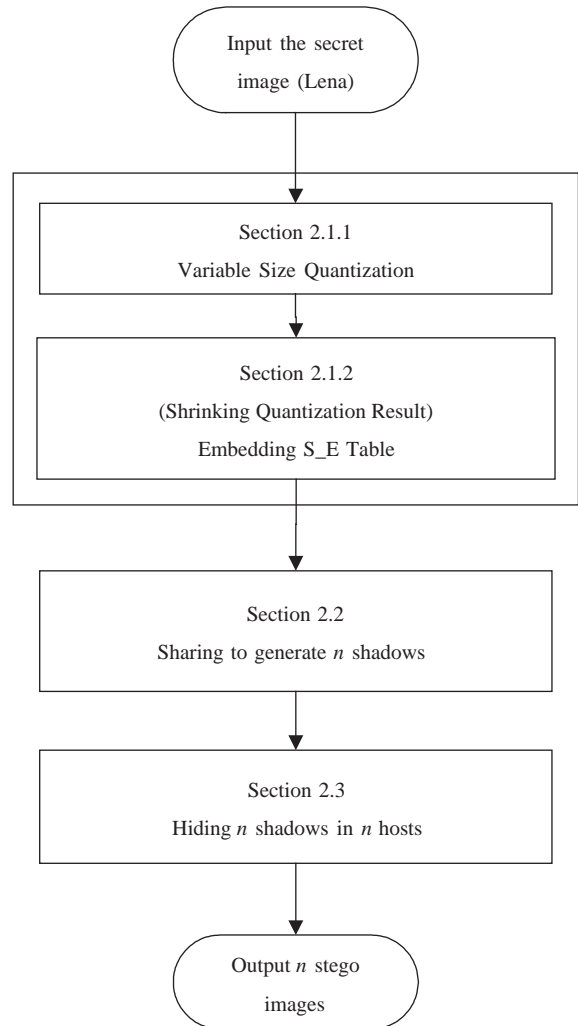 Input the secret
image (Lena)
Section 2.1.1
Variable Size Quantization
Section 2.1.2
(Shrinking Quantization Result)
Embedding S_E Table
Section 2.2
Sharing to generate n shadows
Section 2.3
Hiding n shadows in n hosts
Output n stego
images